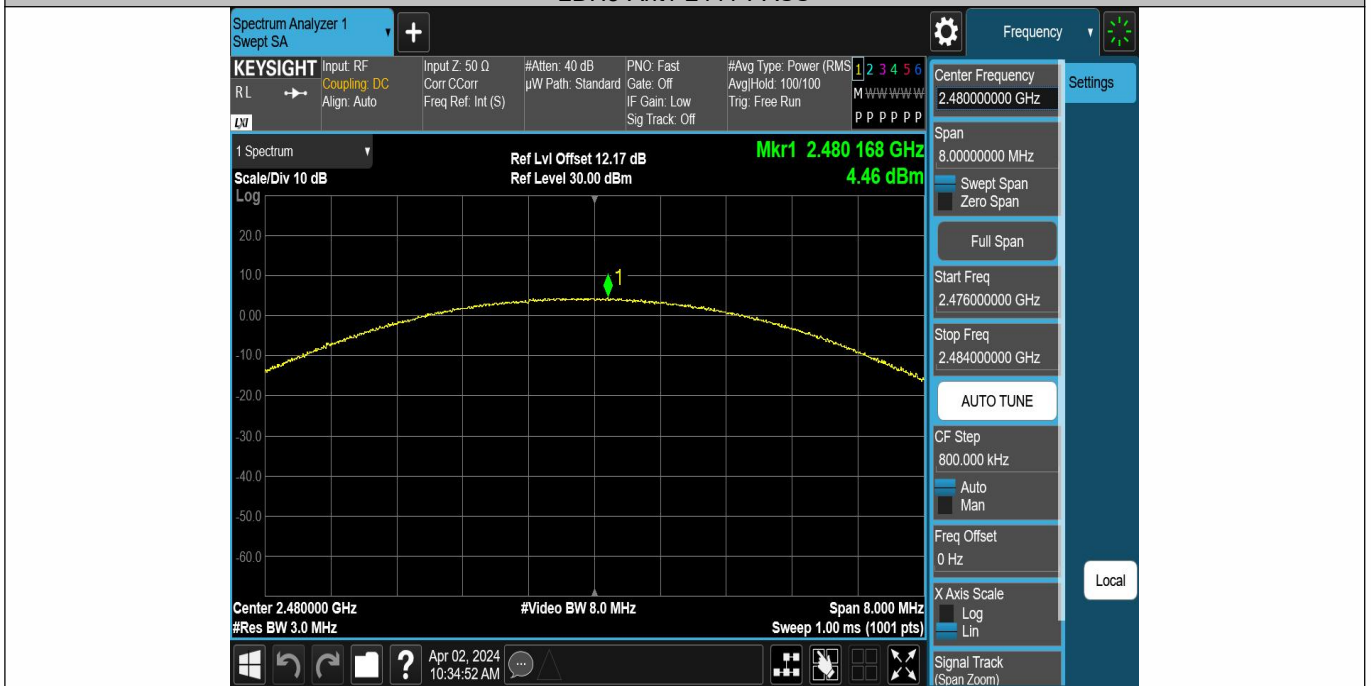 Spectrum Analyzer 1
Swept SA
Frequency
KEYSIGHT
Input: RF
Coupling: DC
Align: Auto
Input Z: 50 Ω
Corr CCorr
Freq Ref: Int (S)
#Atten: 40 dB
µW Path: Standard
PNO: Fast
Gate: Off
IF Gain: Low
Sig Track: Off
#Avg Type: Power (RMS
Avg|Hold: 100/100
Trig: Free Run
1 2 3 4 5 6
M W W W W W
P P P P P P
R L
LXI
Center Frequency
2.480000000 GHz
Settings
Span
8.00000000 MHz
Swept Span
Zero Span
Full Span
Start Freq
2.476000000 GHz
Stop Freq
2.484000000 GHz
AUTO TUNE
CF Step
800.000 kHz
Auto
Man
Freq Offset
0 Hz
X Axis Scale
Log
Lin
Signal Track
(Span Zoom)
Local
1 Spectrum
Scale/Div 10 dB
Log
Ref Lvl Offset 12.17 dB
Ref Level 30.00 dBm
Mkr1 2.480 168 GHz
4.46 dBm
1
20.0
10.0
0.00
-10.0
-20.0
-30.0
-40.0
-50.0
-60.0
Center 2.480000 GHz
#Video BW 8.0 MHz
Span 8.000 MHz
#Res BW 3.0 MHz
Sweep 1.00 ms (1001 pts)
?
Apr 02, 2024
10:34:52 AM